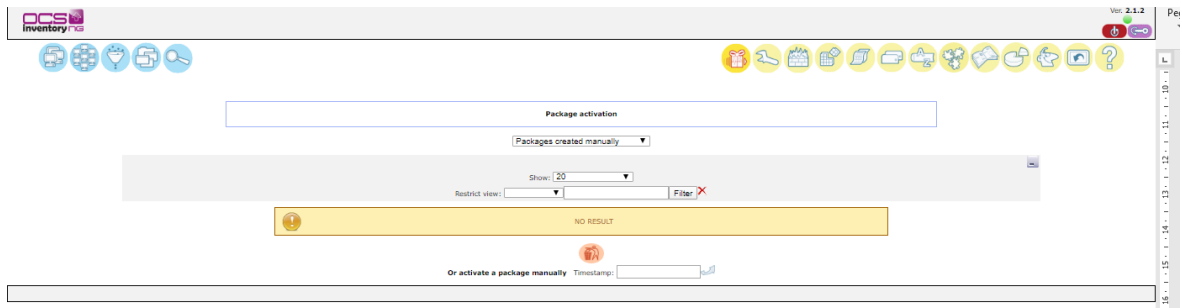 Ver. 2.1.2
OCS
inventory NG
Package activation
Packages created manually
Show: 20
Restrict view: Filter
NO RESULT
Or activate a package manually Timestamp:
10
11
12
13
14
15
16